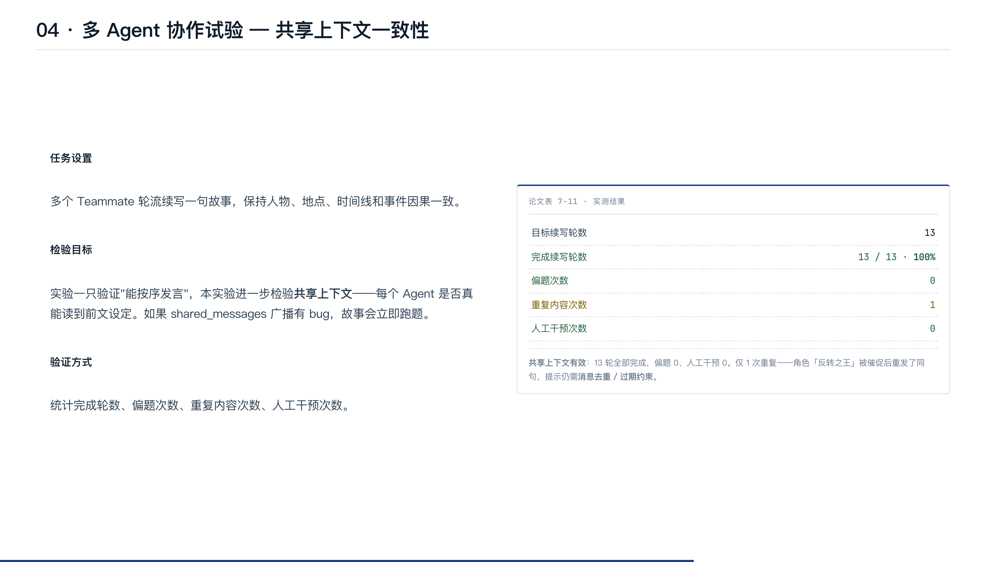 04 · 多 Agent 协作试验 — 共享上下文一致性
任务设置
多个 Teammate 轮流续写一句故事，保持人物、地点、时间线和事件因果一致。
检验目标
实验一只验证"能按序发言"，本实验进一步检验共享上下文——每个 Agent 是否真
能读到前文设定。如果 shared_messages 广播有 bug，故事会立即跑题。
验证方式
统计完成轮数、偏题次数、重复内容次数、人工干预次数。
论文表 7-11 · 实测结果
目标续写轮数 13
完成续写轮数 13 / 13 · 100%
偏题次数 0
重复内容次数 1
人工干预次数 0
共享上下文有效：13 轮全部完成，偏题 0、人工干预 0。仅 1 次重复——角色「反转之王」被催促后重发了同
句，提示仍需消息去重 / 过期约束。